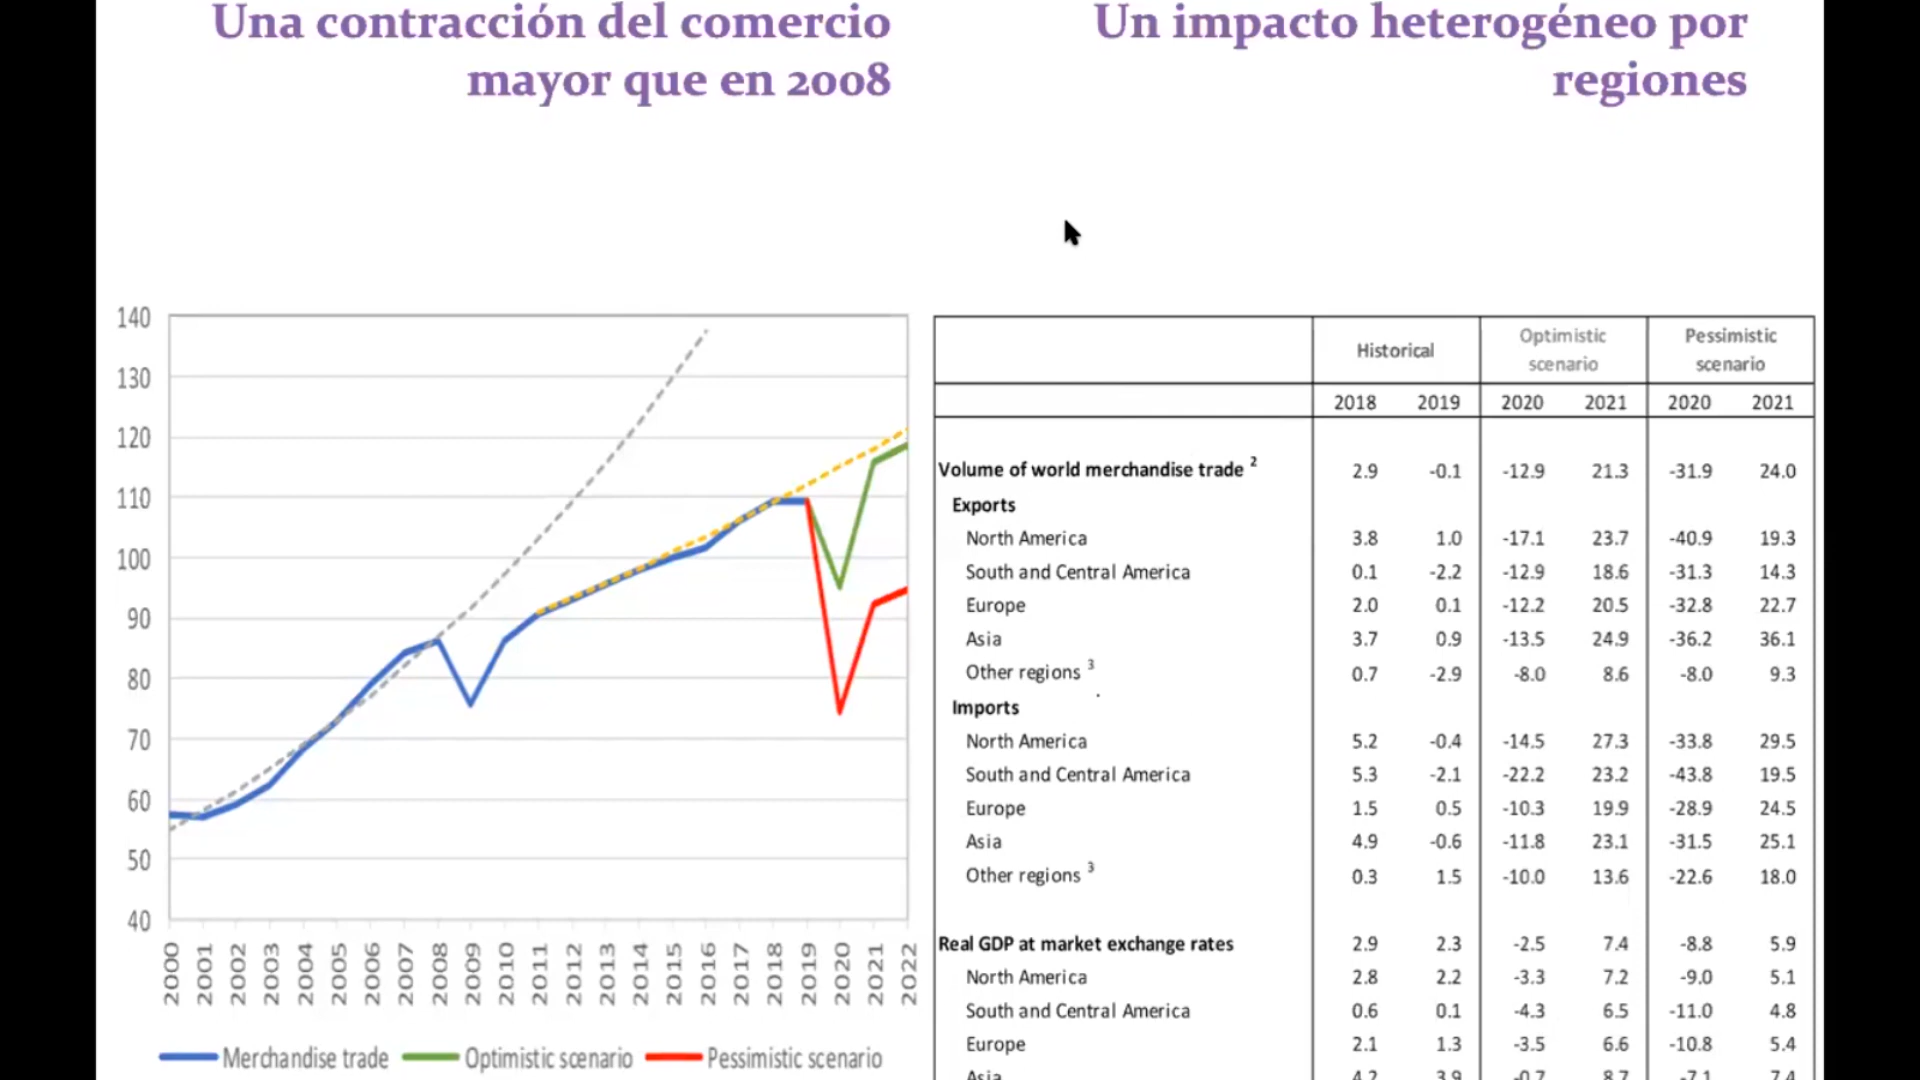 Una contracción del comercio
mayor que en 2008
Un impacto heterogéneo por
regiones
140
130
120
110
100
90
80
70
60
50
40
2000 2001 2002 2003 2004 2005 2006 2007 2008 2009 2010 2011 2012 2013 2014 2015 2016 2017 2018 2019 2020 2021 2022
Merchandise trade Optimistic scenario Pessimistic scenario
Historical Optimistic scenario Pessimistic scenario
2018 2019 2020 2021 2020 2021
Volume of world merchandise trade 2 2.9 -0.1 -12.9 21.3 -31.9 24.0
Exports
North America 3.8 1.0 -17.1 23.7 -40.9 19.3
South and Central America 0.1 -2.2 -12.9 18.6 -31.3 14.3
Europe 2.0 0.1 -12.2 20.5 -32.8 22.7
Asia 3.7 0.9 -13.5 24.9 -36.2 36.1
Other regions 3 0.7 -2.9 -8.0 8.6 -8.0 9.3
Imports
North America 5.2 -0.4 -14.5 27.3 -33.8 29.5
South and Central America 5.3 -2.1 -22.2 23.2 -43.8 19.5
Europe 1.5 0.5 -10.3 19.9 -28.9 24.5
Asia 4.9 -0.6 -11.8 23.1 -31.5 25.1
Other regions 3 0.3 1.5 -10.0 13.6 -22.6 18.0
Real GDP at market exchange rates 2.9 2.3 -2.5 7.4 -8.8 5.9
North America 2.8 2.2 -3.3 7.2 -9.0 5.1
South and Central America 0.6 0.1 -4.3 6.5 -11.0 4.8
Europe 2.1 1.3 -3.5 6.6 -10.8 5.4
Asia 4.2 3.9 -0.7 8.7 -7.1 7.4